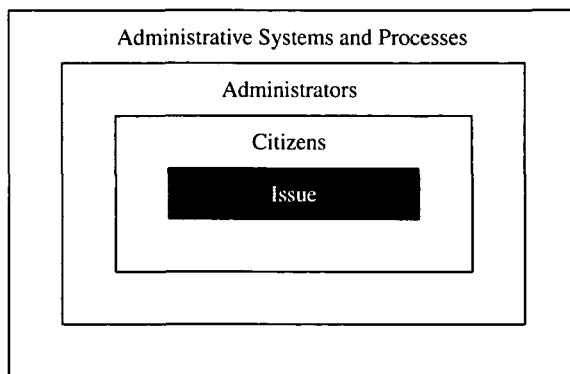 Administrative Systems and Processes
Administrators
Citizens
Issue